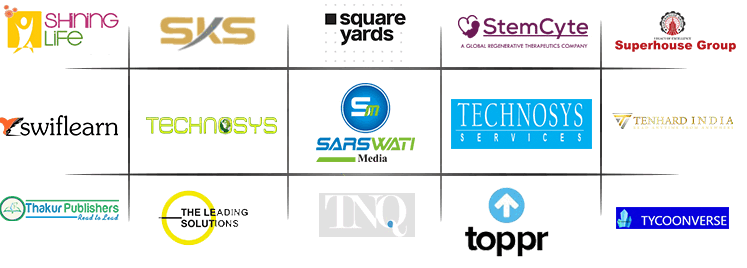 SHINING
LIFE
SKS
square
yards
StemCyte
A GLOBAL REGENERATIVE THERAPEUTICS COMPANY
Superhouse Group
swiflearn
TECHNOSYS
Sm
SARSWATI
Media
TECHNOSYS
SERVICES
TENHARD INDIA
Thakur Publishers
Read to Lead
THE LEADING
SOLUTIONS
TNQ
toppr
TYCOONVERSE